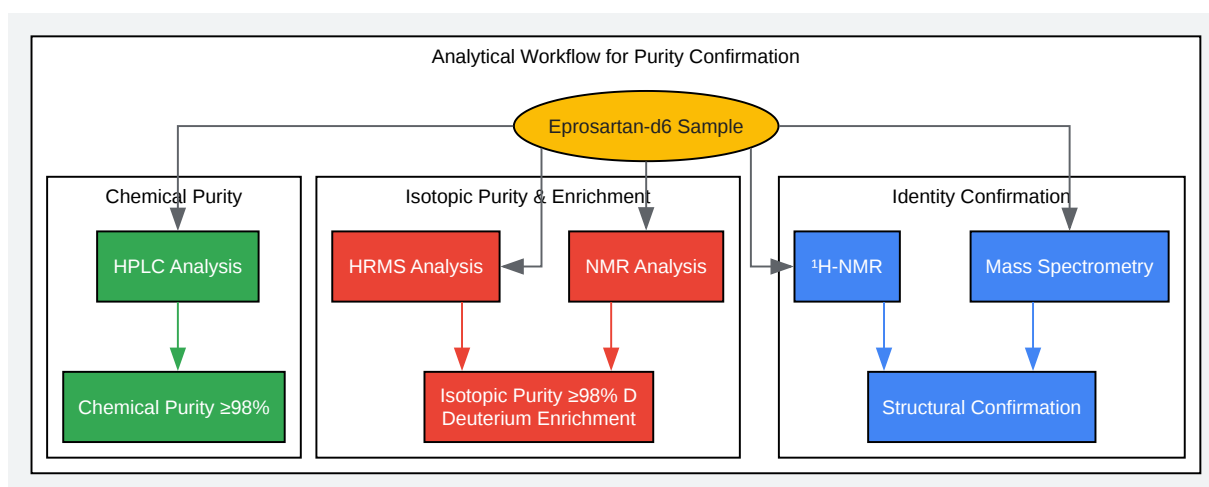 Analytical Workflow for Purity Confirmation
Eprosartan-d6 Sample
Chemical Purity
Isotopic Purity & Enrichment
Identity Confirmation
HPLC Analysis
HRMS Analysis
NMR Analysis
¹H-NMR
Mass Spectrometry
Chemical Purity ≥98%
Isotopic Purity ≥98% D
Deuterium Enrichment
Structural Confirmation